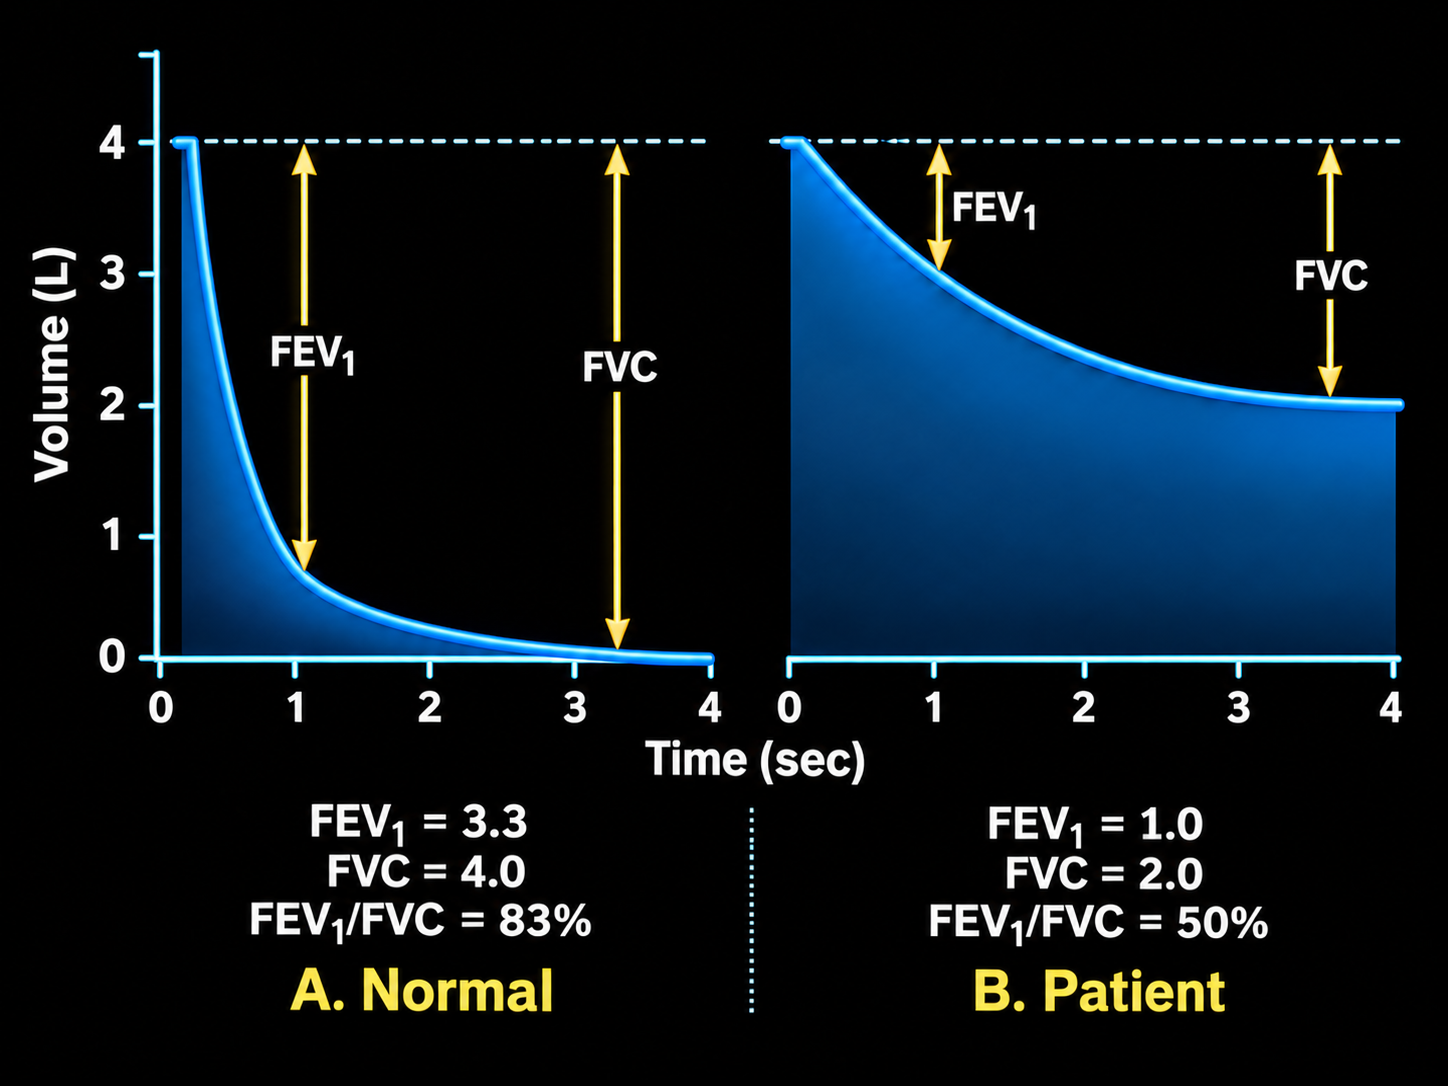 Volume (L)
4
3
2
1
0
FEV₁
FVC
0 1 2 3 4
FEV₁
FVC
0 1 2 3 4
Time (sec)
FEV₁ = 3.3
FVC = 4.0
FEV₁/FVC = 83%
A. Normal
FEV₁ = 1.0
FVC = 2.0
FEV₁/FVC = 50%
B. Patient